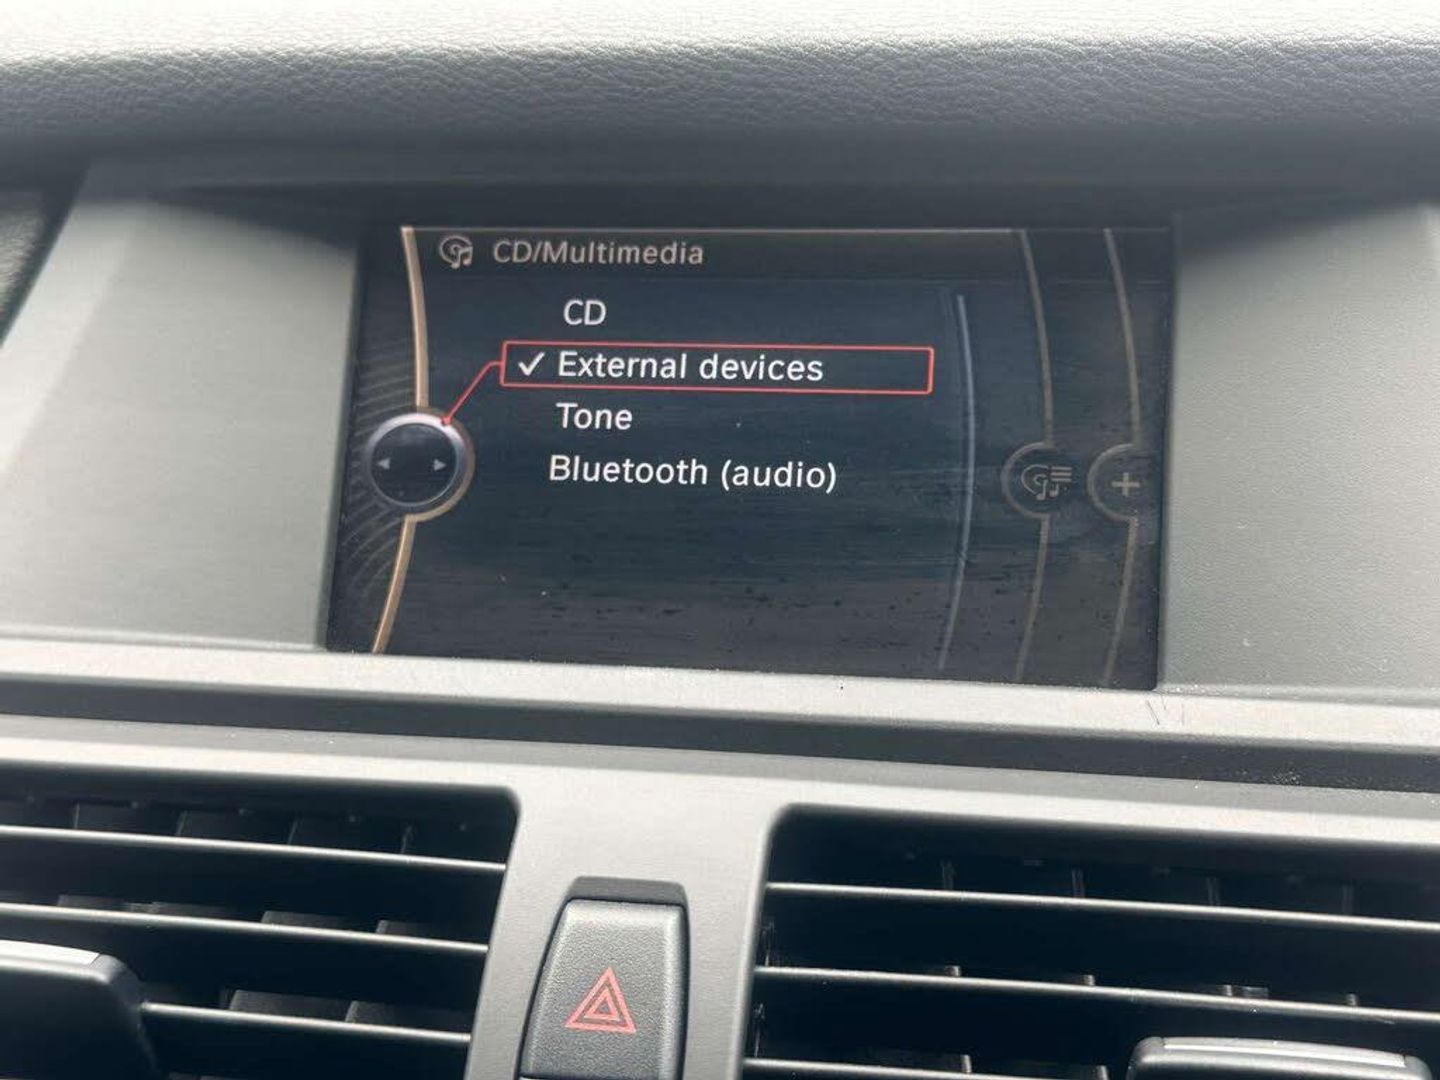 CD/Multimedia
CD
✓ External devices
Tone
Bluetooth (audio)